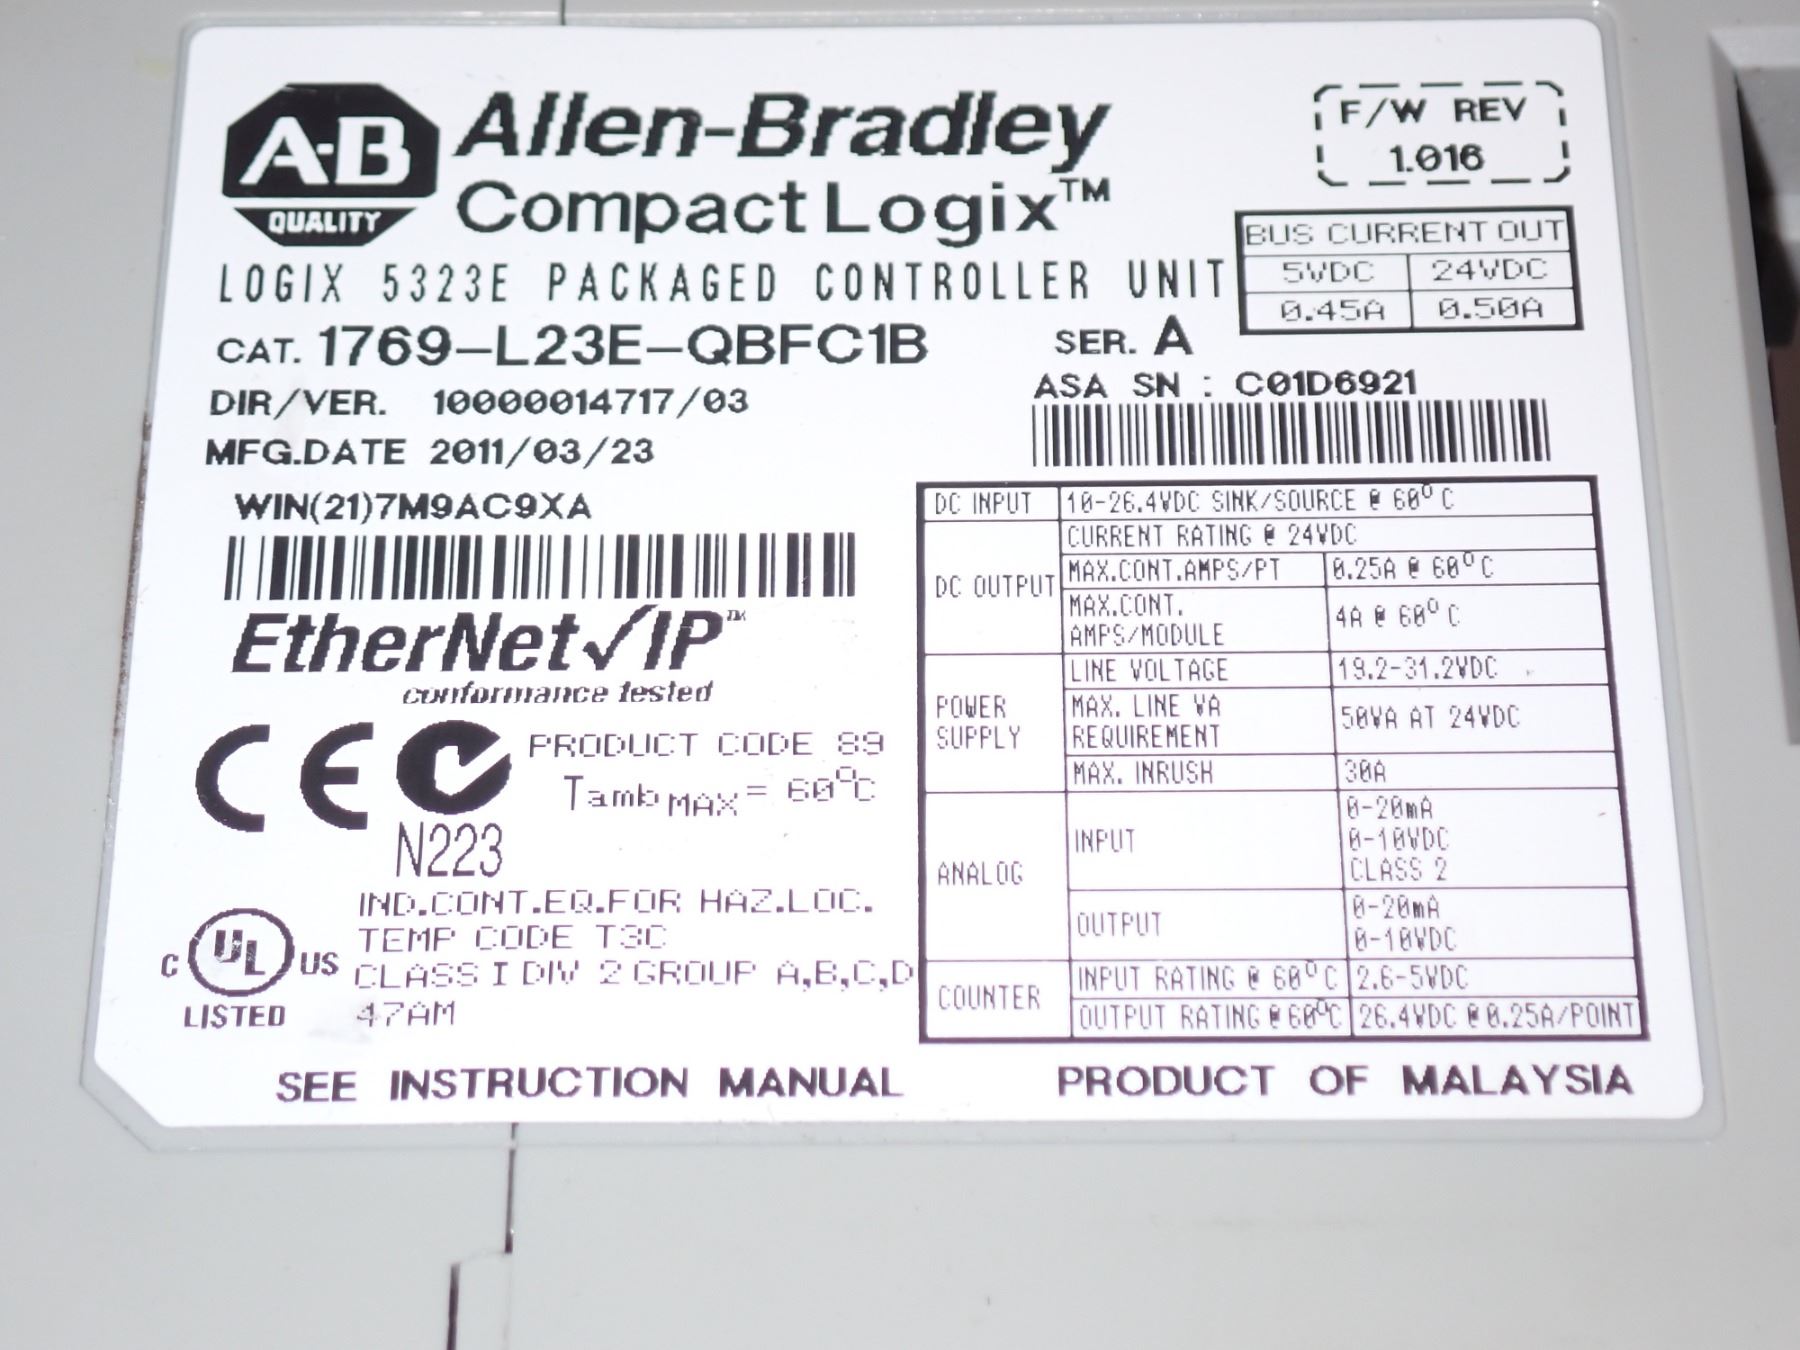 A-B
QUALITY
Allen-Bradley
CompactLogix™
F/W REV
1.016
BUS CURRENT OUT
5VDC 24VDC
0.45A 0.50A
LOGIX 5323E PACKAGED CONTROLLER UNIT
CAT. 1769-L23E-QBFC1B SER. A
DIR/VER. 10000014717/03
ASA SN : C01D6921
MFG.DATE 2011/03/23
WIN(21)7M9AC9XA
EtherNet/IP™
conformance tested
CE
N223
PRODUCT CODE 89
Tamb MAX = 60°C
C UL US
LISTED
IND.CONT.EQ.FOR HAZ.LOC.
TEMP CODE T3C
CLASS I DIV 2 GROUP A,B,C,D
47AM
DC INPUT 10-26.4VDC SINK/SOURCE @ 60°C
DC OUTPUT
CURRENT RATING @ 24VDC
MAX.CONT.AMPS/PT 0.25A @ 60°C
MAX.CONT.
AMPS/MODULE 4A @ 60°C
POWER
SUPPLY
LINE VOLTAGE 19.2-31.2VDC
MAX. LINE VA
REQUIREMENT 50VA AT 24VDC
MAX. INRUSH 30A
ANALOG
INPUT
0-20mA
0-10VDC
CLASS 2
OUTPUT
0-20mA
0-10VDC
COUNTER
INPUT RATING @ 60°C 2.6-5VDC
OUTPUT RATING @ 60°C 26.4VDC @ 0.25A/POINT
SEE INSTRUCTION MANUAL
PRODUCT OF MALAYSIA